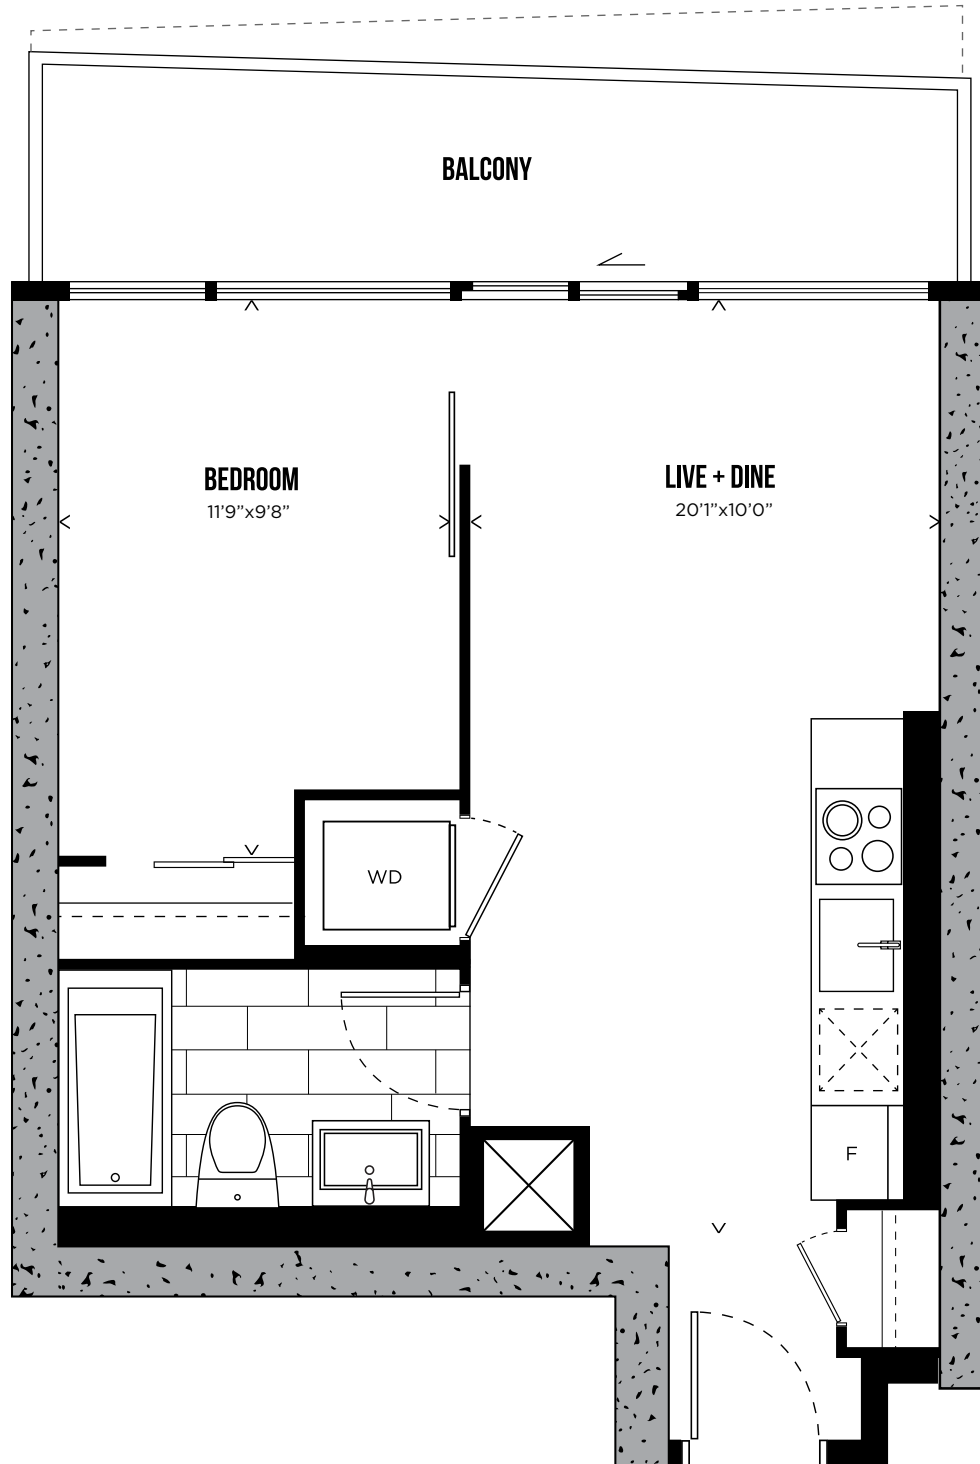 BALCONY
BEDROOM
11'9"x9'8"
LIVE + DINE
20'1"x10'0"
WD
F